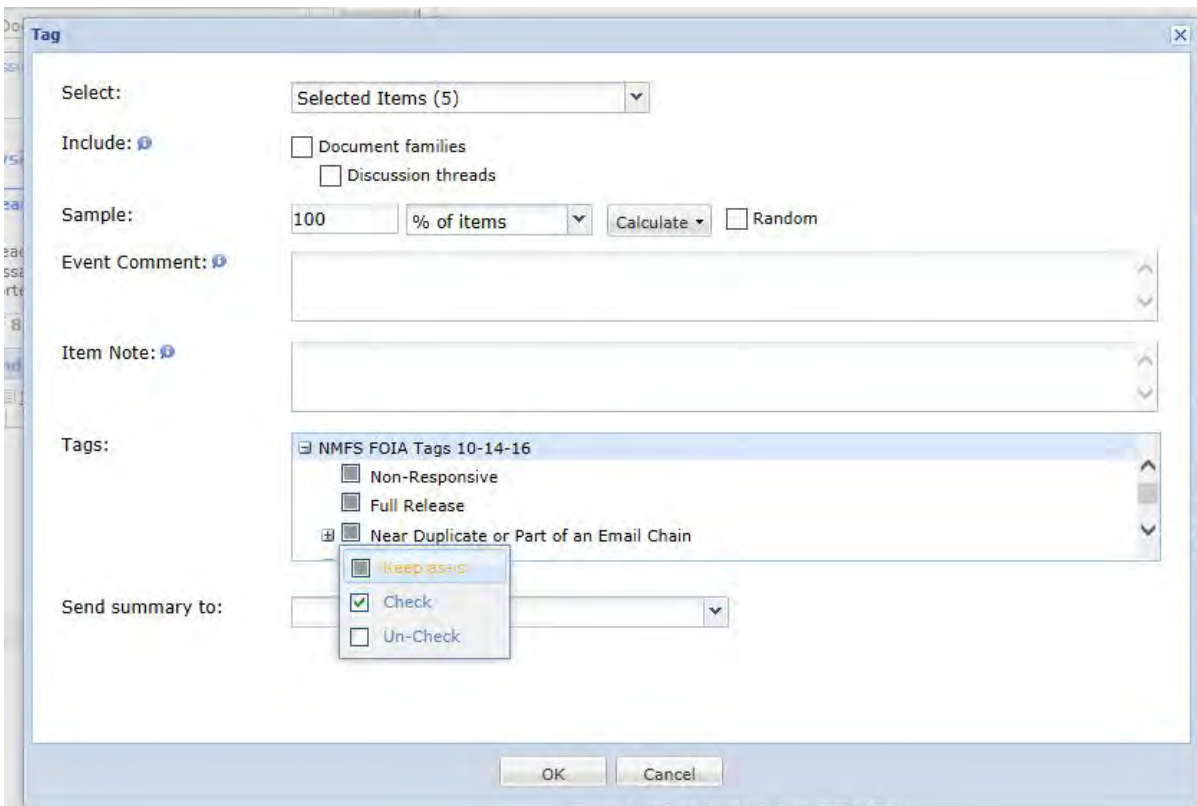 Tag
Select: Selected Items (5)
Include: Document families
Discussion threads
Sample: 100 % of items Calculate Random
Event Comment:
Item Note:
Tags: NMFS FOIA Tags 10-14-16
Non-Responsive
Full Release
Near Duplicate or Part of an Email Chain
Keep as-is
Send summary to:
Check
Un-Check
OK Cancel